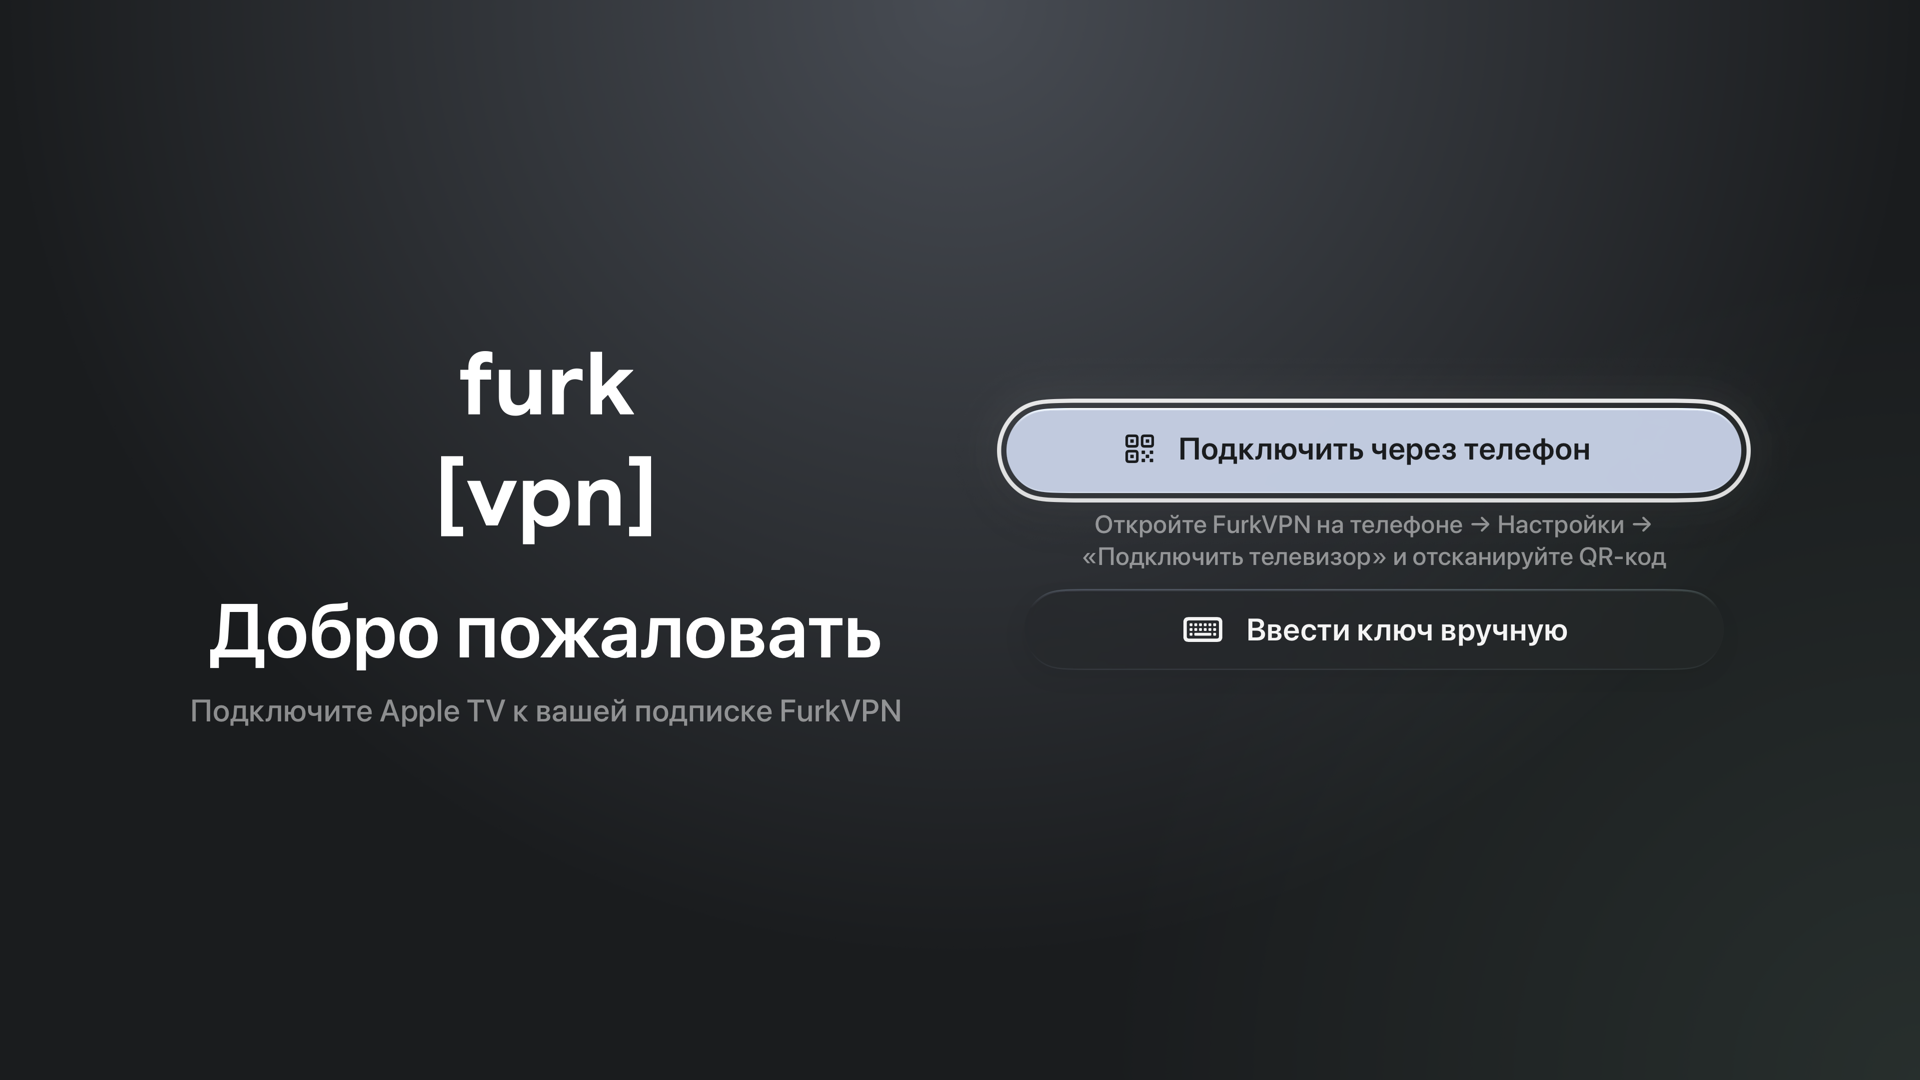 furk
[vpn]
Добро пожаловать
Подключите Apple TV к вашей подписке FurkVPN
Подключить через телефон
Откройте FurkVPN на телефоне → Настройки →
«Подключить телевизор» и отсканируйте QR-код
Ввести ключ вручную